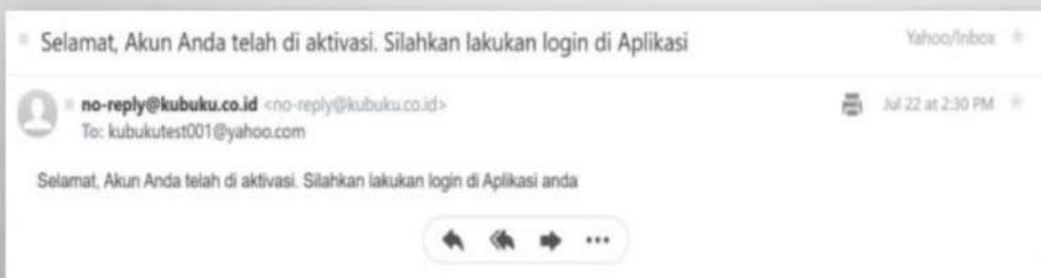 Selamat, Akun Anda telah di aktivasi. Silahkan lakukan login di Aplikasi
Yahoo/Inbox
no-reply@kubuku.co.id <no-reply@kubuku.co.id>
Jul 22 at 2:30 PM
To: kubukutest001@yahoo.com
Selamat, Akun Anda telah di aktivasi. Silahkan lakukan login di Aplikasi anda